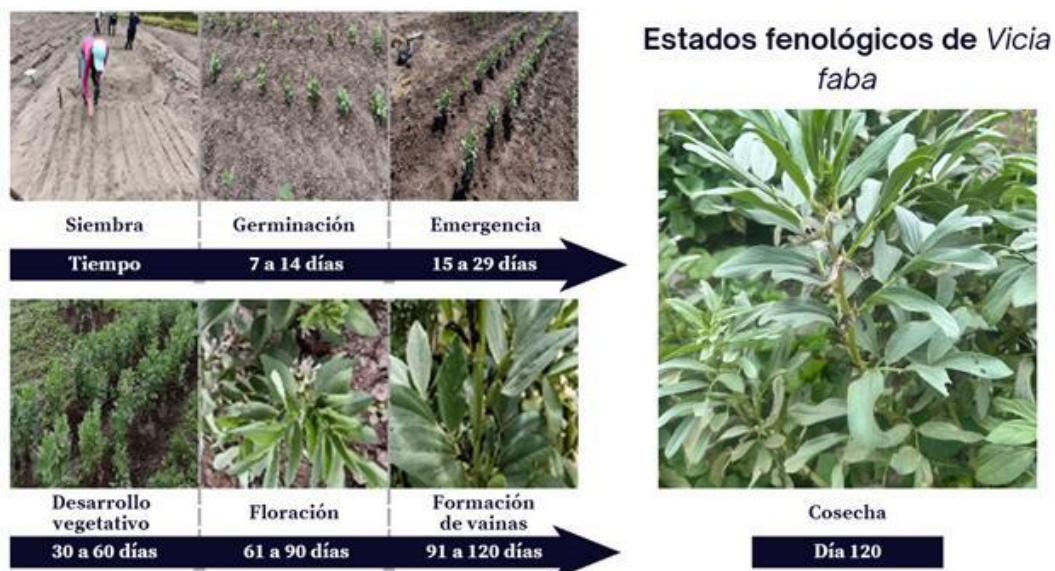 Estados fenológicos de Vicia
faba
Siembra
Germinación
Emergencia
Tiempo
7 a 14 días
15 a 29 días
Desarrollo
vegetativo
Floración
Formación
de vainas
30 a 60 días
61 a 90 días
91 a 120 días
Cosecha
Día 120